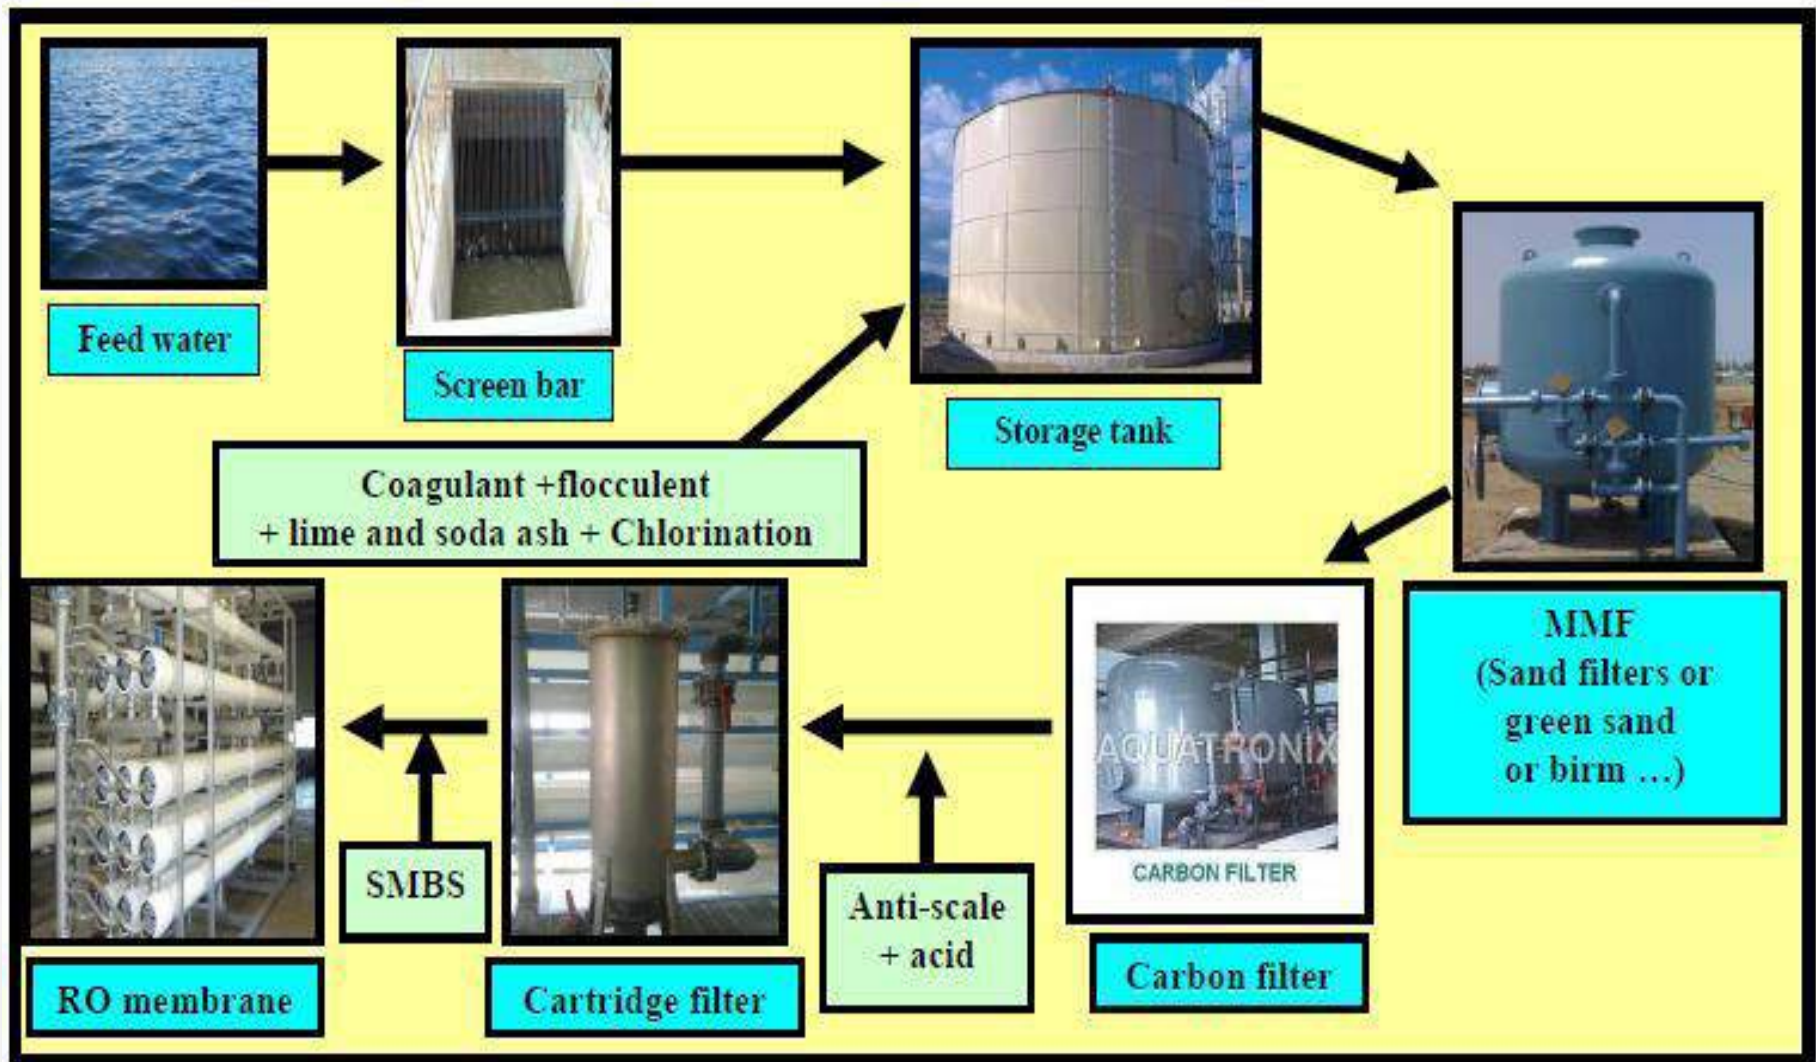 Feed water
Screen bar
Storage tank
Coagulant +flocculent
+ lime and soda ash + Chlorination
MMF
(Sand filters or
green sand
or birm ...)
AQUATRONIX
CARBON FILTER
Carbon filter
Anti-scale
+ acid
Cartridge filter
SMBS
RO membrane